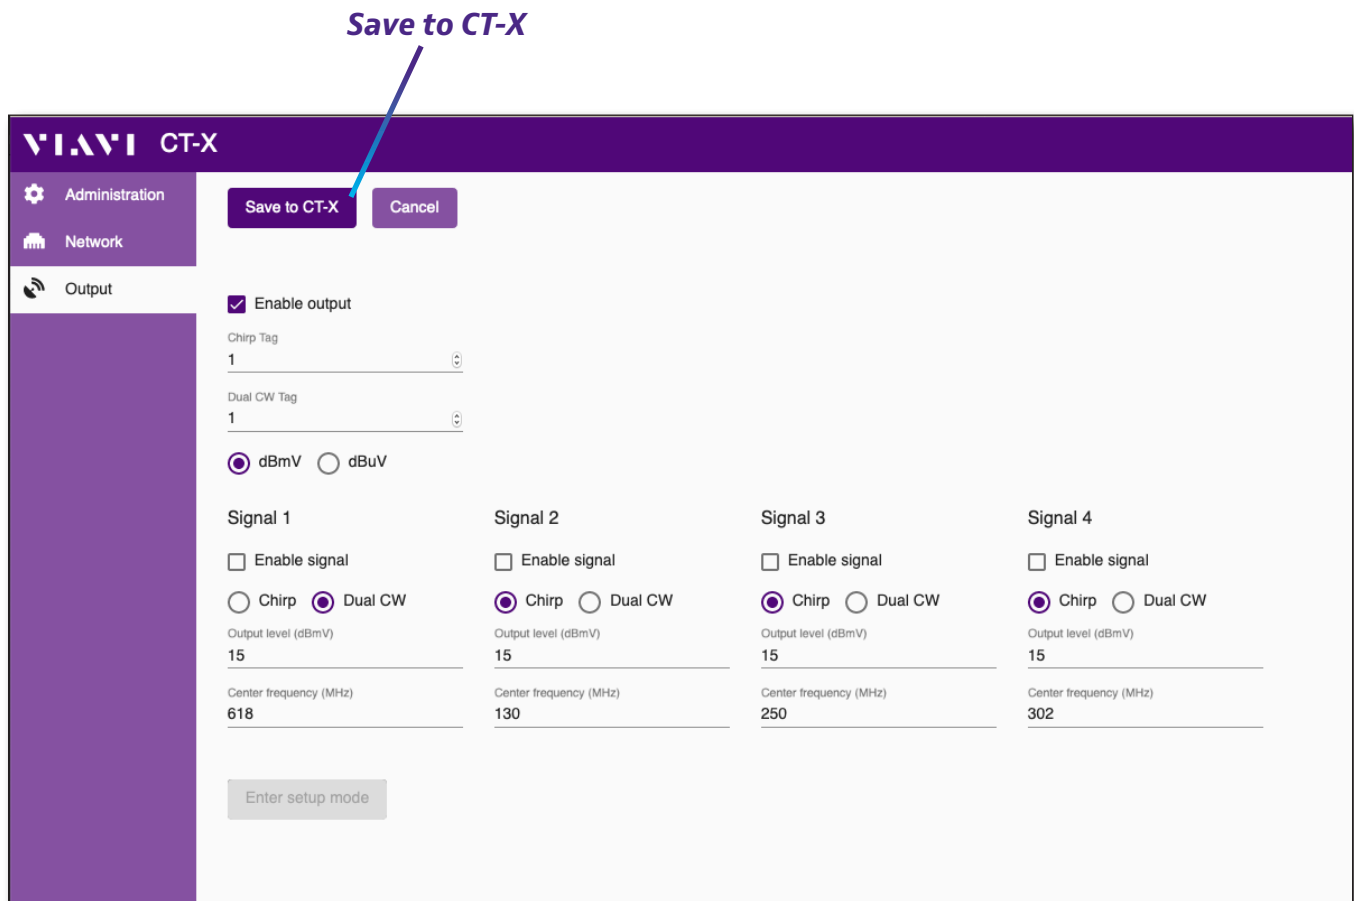 Save to CT-X
VIAVI CT-X
Administration
Network
Output
Save to CT-X Cancel
Enable output
Chirp Tag
1
Dual CW Tag
1
dBmV dBuV
Signal 1 Signal 2 Signal 3 Signal 4
Enable signal Enable signal Enable signal Enable signal
Chirp Dual CW Chirp Dual CW Chirp Dual CW Chirp Dual CW
Output level (dBmV) Output level (dBmV) Output level (dBmV) Output level (dBmV)
15 15 15 15
Center frequency (MHz) Center frequency (MHz) Center frequency (MHz) Center frequency (MHz)
618 130 250 302
Enter setup mode